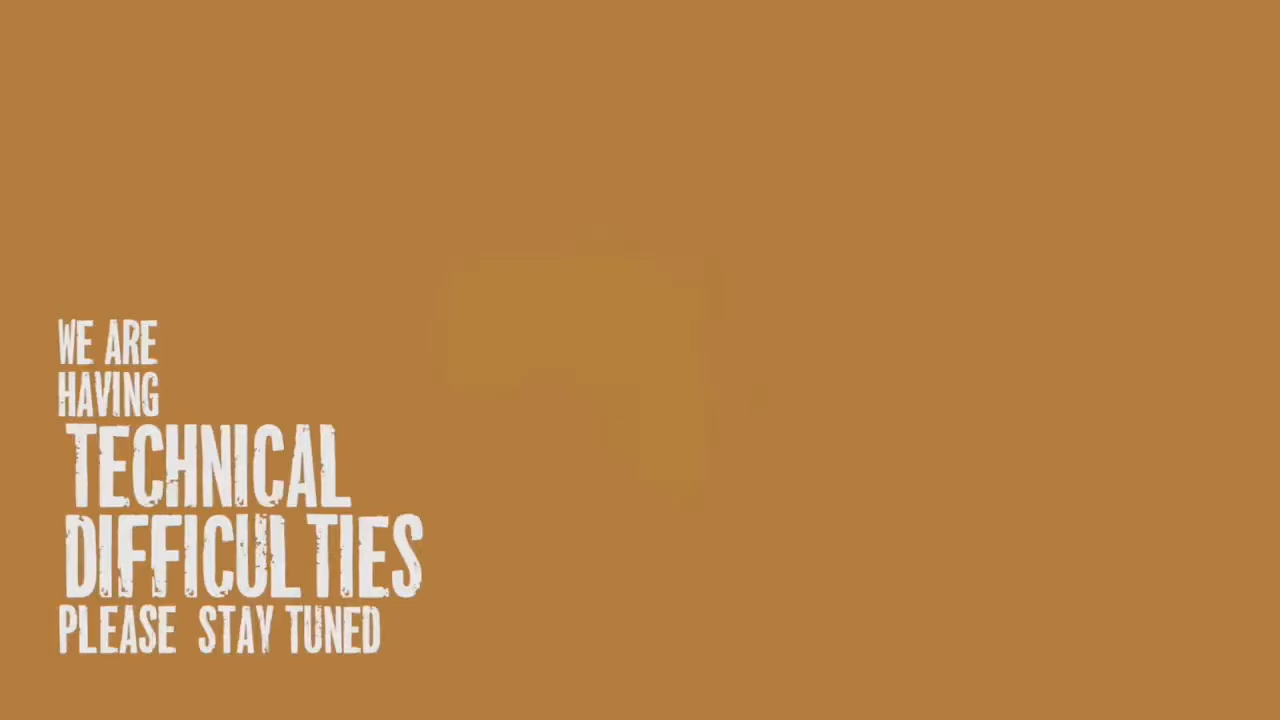 WE ARE
HAVING
TECHNICAL
DIFFICULTIES
PLEASE STAY TUNED